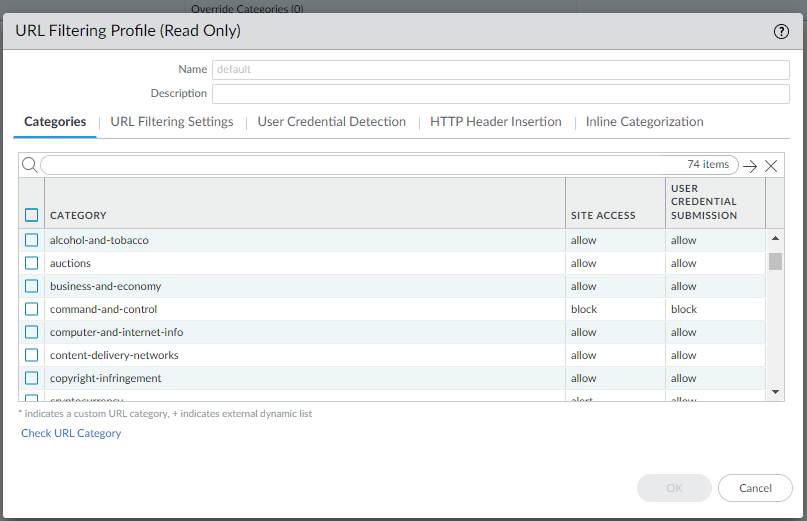 Override Categories (0)
URL Filtering Profile (Read Only)
Name default
Description
Categories URL Filtering Settings User Credential Detection HTTP Header Insertion Inline Categorization
74 items
CATEGORY SITE ACCESS USER CREDENTIAL SUBMISSION
alcohol-and-tobacco allow allow
auctions allow allow
business-and-economy allow allow
command-and-control block block
computer-and-internet-info allow allow
content-delivery-networks allow allow
copyright-infringement allow allow
cryptocurrency alert allow
* indicates a custom URL category, + indicates external dynamic list
Check URL Category
OK Cancel